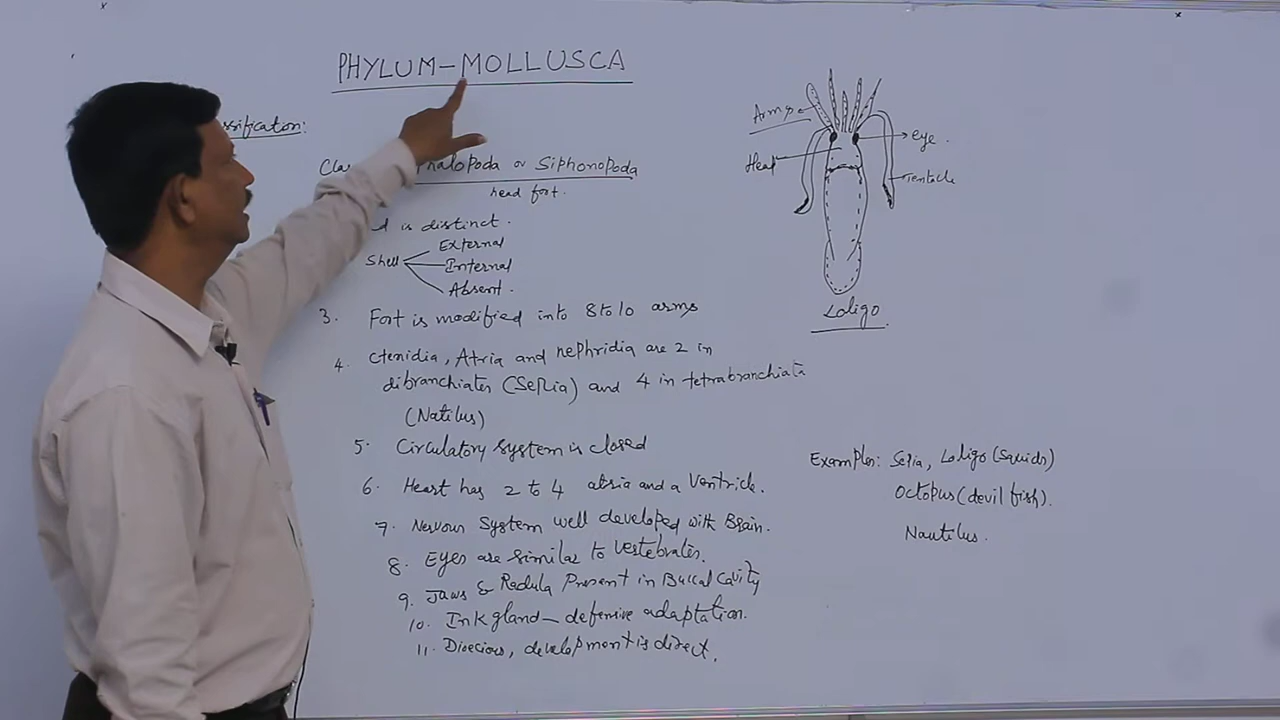 PHYLUM-MOLLUSCA
ssification:
Cla halopoda or Siphonopoda
head foot.
d is distinct.
Shell
External
Internal
Absent.
3. Foot is modified into 8 to 10 arms
4. Ctenidia, Atria and nephridia are 2 in
dibranchiates (Sepia) and 4 in tetrabranchiata
(Natilus)
5. Circulatory system is closed
6. Heart has 2 to 4 atria and a Ventricle.
7. Nervous system well developed with Brain.
8. Eyes are similar to vertebrates.
9. Jaws & Radula Present in Buccal cavity
10. Ink gland - defensive adaptation.
11. Dioecious, development is direct.
Arms
eye.
Head
Tentacle
Loligo
Examples: Sepia, Loligo (squids)
Octopus (devil fish).
Nautilus.